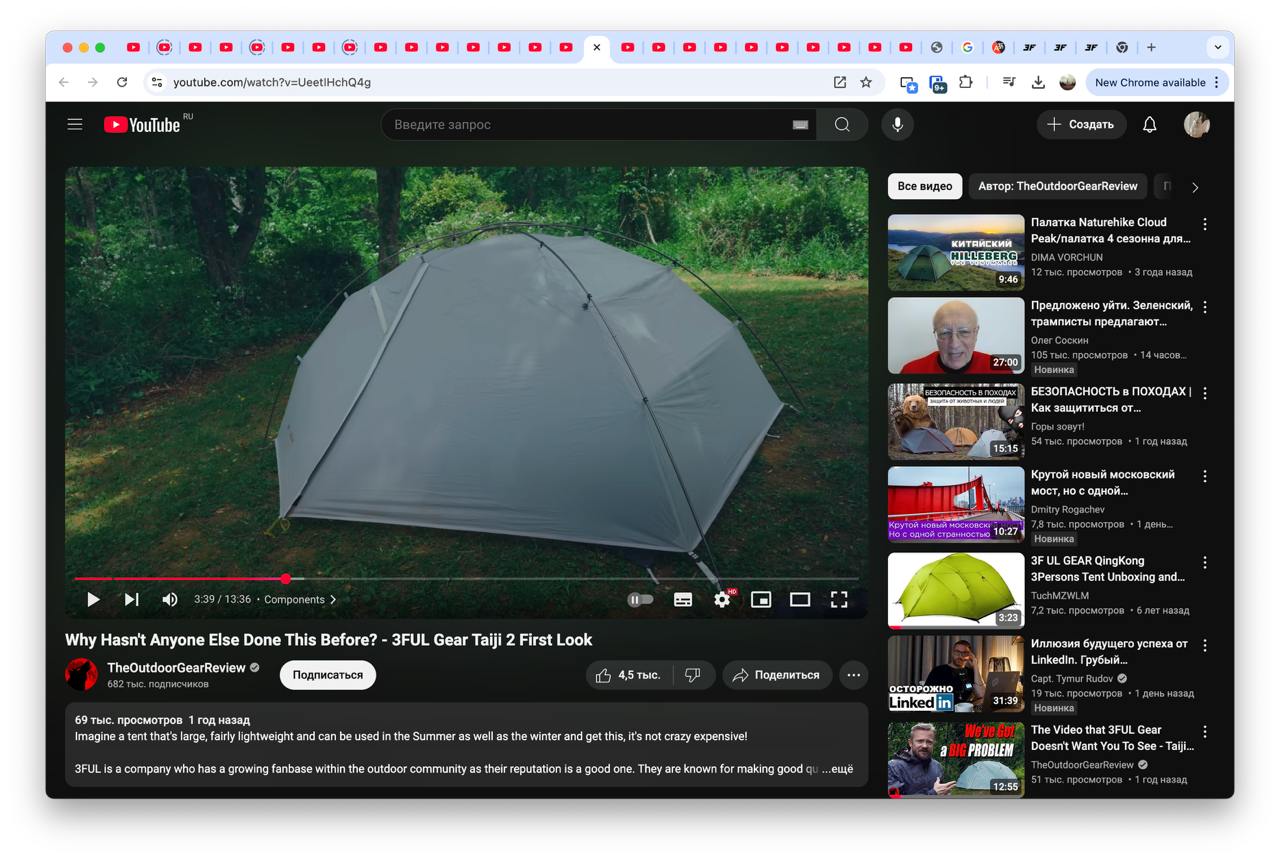 3F
3F
3F
youtube.com/watch?v=UeetlHchQ4g
9+
New Chrome available
YouTube
RU
Введите запрос
Создать
3:39 / 13:36 • Components
HD
Why Hasn't Anyone Else Done This Before? - 3FUL Gear Taiji 2 First Look
TheOutdoorGearReview
682 тыс. подписчиков
Подписаться
4,5 тыс.
Поделиться
69 тыс. просмотров 1 год назад
Imagine a tent that's large, fairly lightweight and can be used in the Summer as well as the winter and get this, it's not crazy expensive!
3FUL is a company who has a growing fanbase within the outdoor community as their reputation is a good one. They are known for making good qu ...ещё
Все видео
Автор: TheOutdoorGearReview
КИТАЙСКИЙ
HILLEBERG
9:46
Палатка Naturehike Cloud
Peak/палатка 4 сезона для...
DIMA VORCHUN
12 тыс. просмотров • 3 года назад
27:00
Предложено уйти. Зеленский,
трамписты предлагают...
Олег Соскин
105 тыс. просмотров • 14 часов...
Новинка
БЕЗОПАСНОСТЬ в ПОХОДАХ
ЗАЩИТА ОТ ЖИВОТНЫХ И ЛЮДЕЙ
15:15
БЕЗОПАСНОСТЬ в ПОХОДАХ |
Как защититься от...
Горы зовут!
54 тыс. просмотров • 1 год назад
Крутой новый московский
Но с одной странностью
10:27
Крутой новый московский
мост, но с одной...
Dmitry Rogachev
7,8 тыс. просмотров • 1 день...
Новинка
3:23
3F UL GEAR QingKong
3Persons Tent Unboxing and...
TuchMZWLM
7,2 тыс. просмотров • 6 лет назад
ОСТОРОЖНО
Linked in
31:39
Иллюзия будущего успеха от
LinkedIn. Грубый...
Capt. Tymur Rudov
19 тыс. просмотров • 1 день назад
Новинка
We've Got
a BIG PROBLEM
12:55
The Video that 3FUL Gear
Doesn't Want You To See - Taiji...
TheOutdoorGearReview
51 тыс. просмотров • 1 год назад